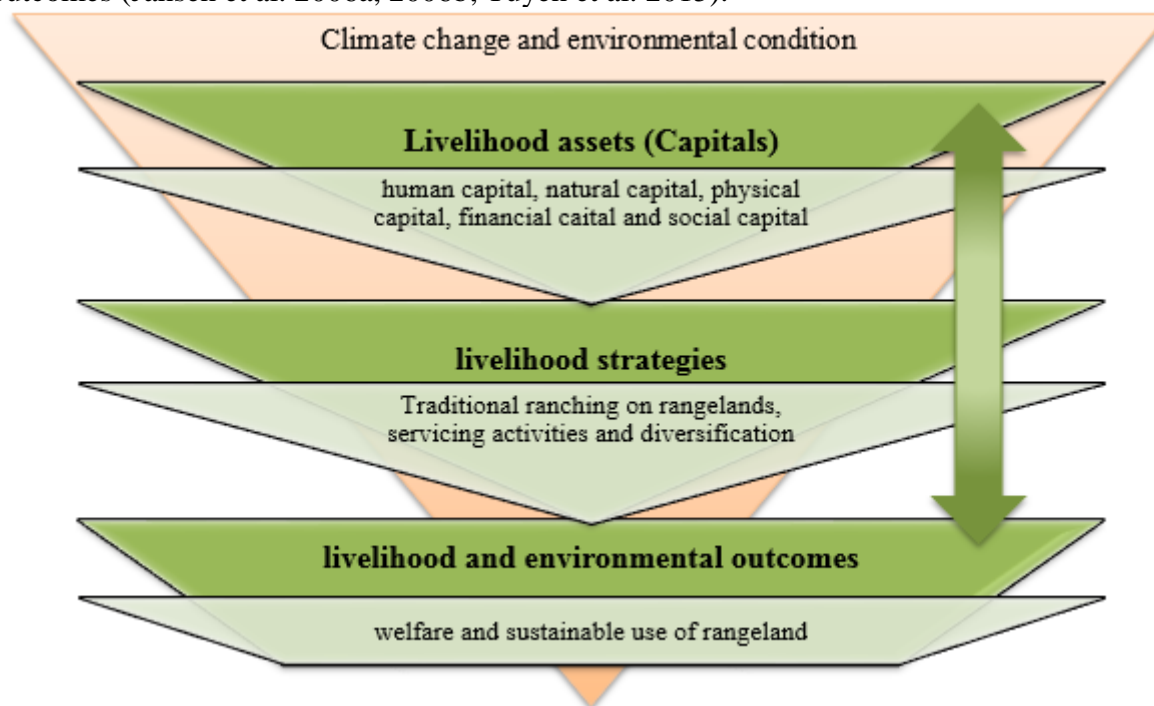 Climate change and environmental condition
Livelihood assets (Capitals)
human capital, natural capital, physical
capital, financial caital and social capital
livelihood strategies
Traditional ranching on rangelands,
servicing activities and diversification
livelihood and environmental outcomes
welfare and sustainable use of rangeland